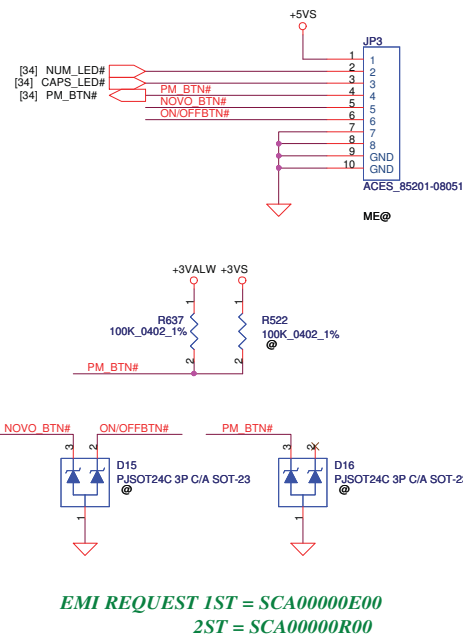 +5VS
JP3
[34] NUM_LED#
[34] CAPS_LED#
[34] PM_BTN#
PM_BTN#
NOVO_BTN#
ON/OFFBTN#
1 1
2 2
3 3
4 4
5 5
6 6
7 7
8 8
9 GND
10 GND
ACES_85201-08051
ME@
+3VALW +3VS
1 1
R637
100K_0402_1%
R522
100K_0402_1%
@
2 2
PM_BTN#
NOVO_BTN# ON/OFFBTN# PM_BTN#
3 2 3 2
D15
PJSOT24C 3P C/A SOT-23
@
D16
PJSOT24C 3P C/A SOT-2
@
1 1
EMI REQUEST 1ST = SCA00000E00
2ST = SCA00000R00